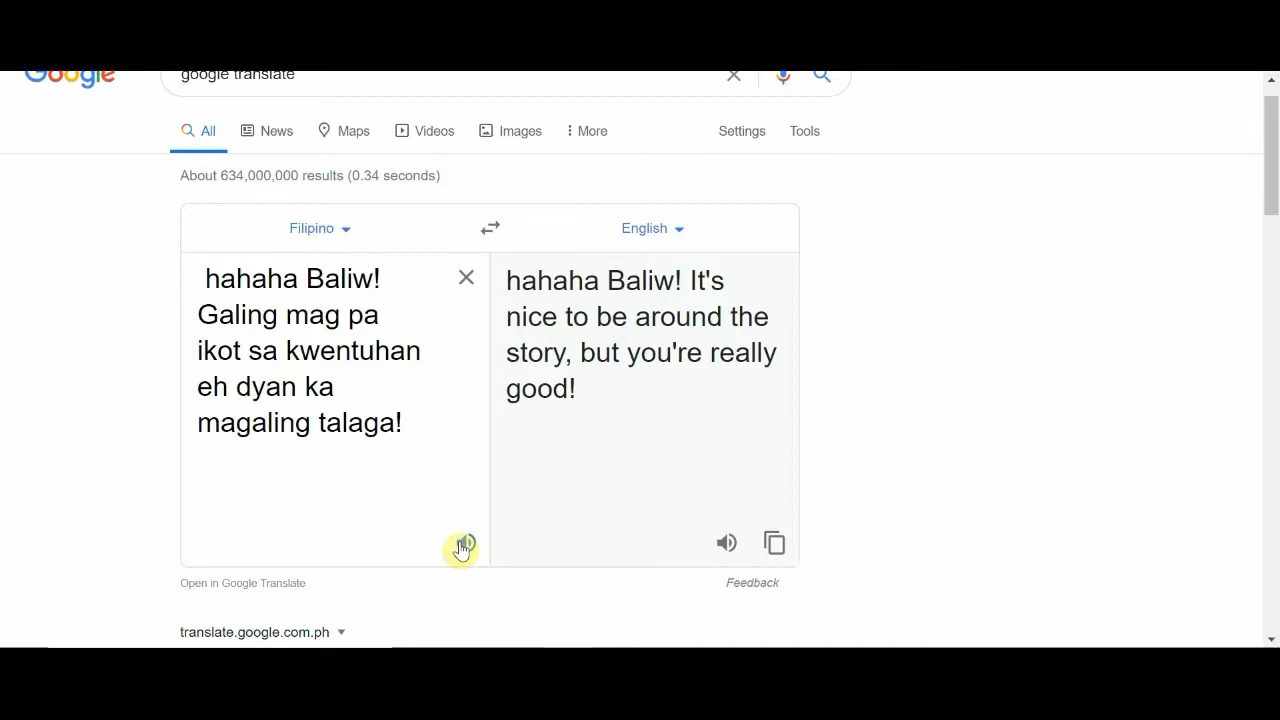 Google
google translate
All News Maps Videos Images More Settings Tools
About 634,000,000 results (0.34 seconds)
Filipino English
hahaha Baliw!
Galing mag pa
ikot sa kwentuhan
eh dyan ka
magaling talaga!
hahaha Baliw! It's
nice to be around the
story, but you're really
good!
Open in Google Translate Feedback
translate.google.com.ph